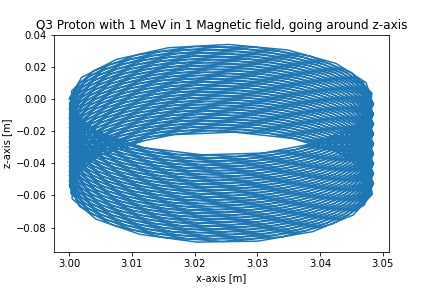 Q3 Proton with 1 MeV in 1 Magnetic field, going around z-axis
0.04
0.02
0.00
−0.02
−0.04
−0.06
−0.08
z-axis [m]
3.00 3.01 3.02 3.03 3.04 3.05
x-axis [m]